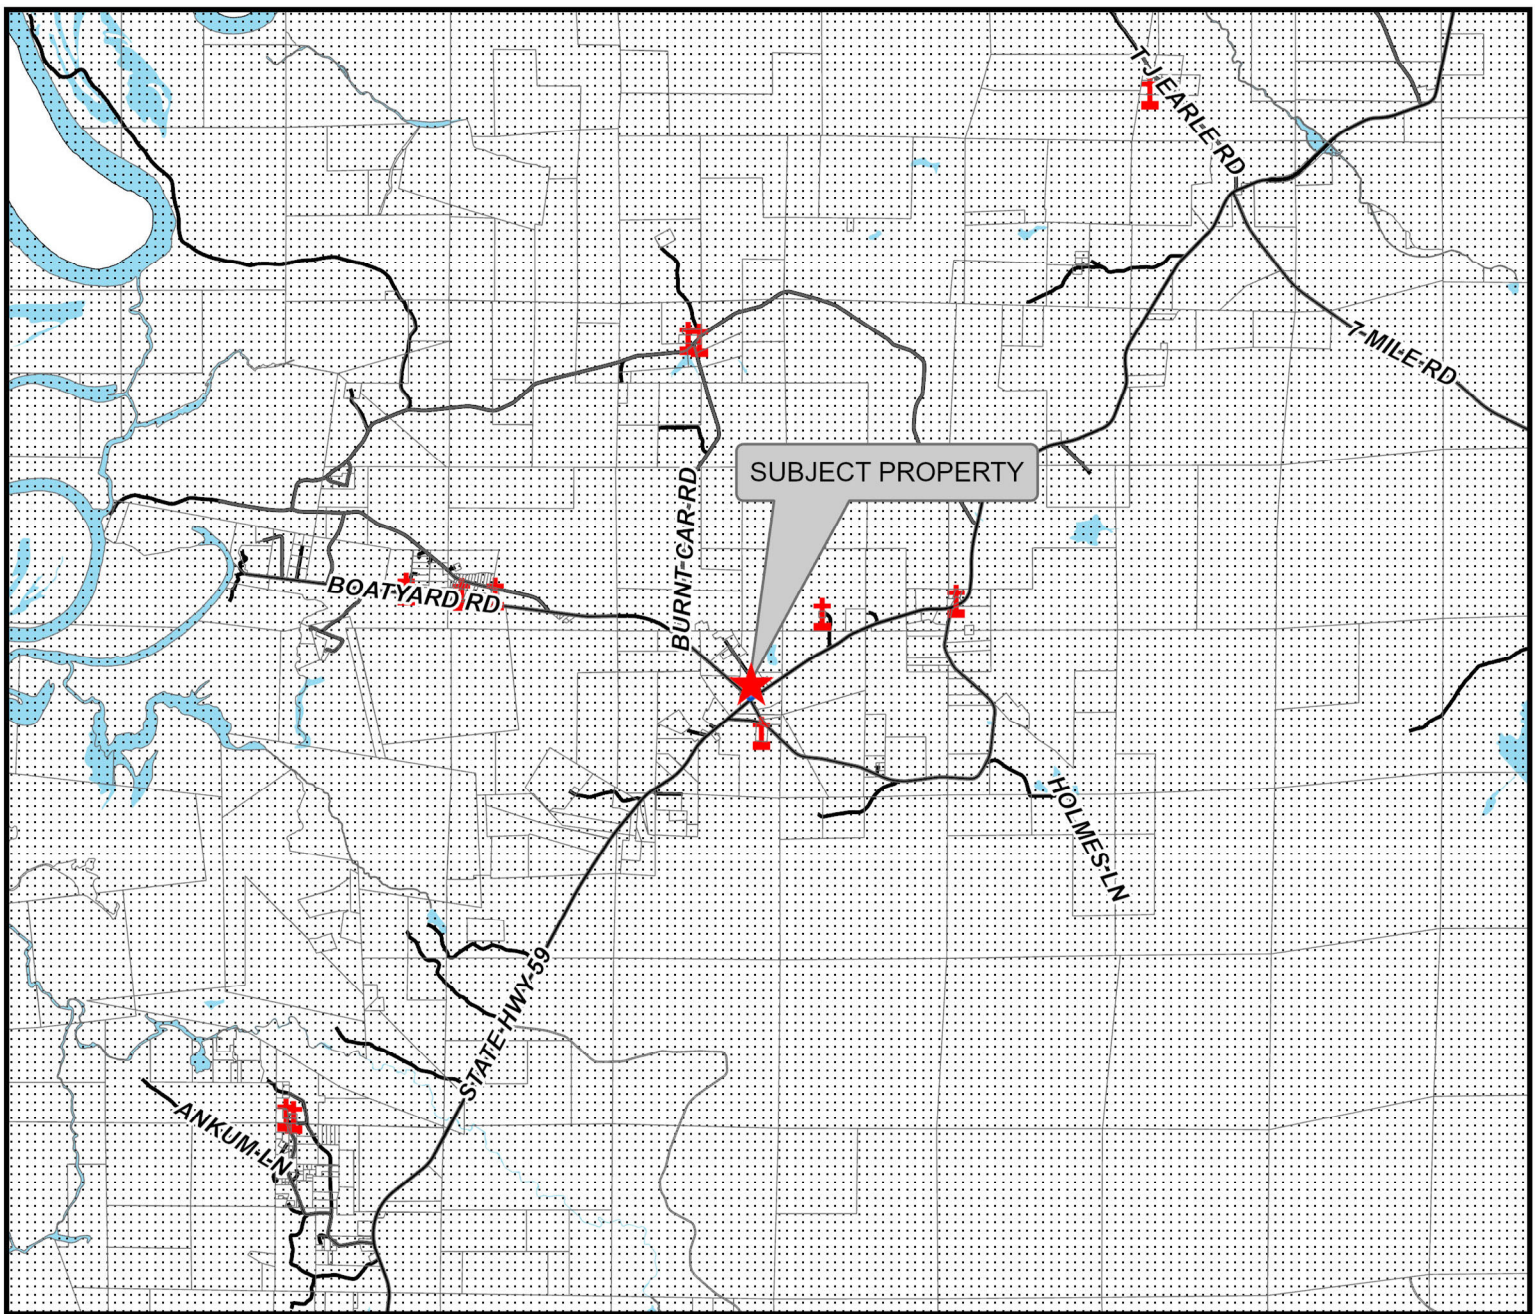 T-J-EARLE-RD
7-MILE-RD
SUBJECT PROPERTY
BURNT-CAR-RD
BOATYARD RD
HOLMES-LN
STATE-HWY-59
ANKUM-LN